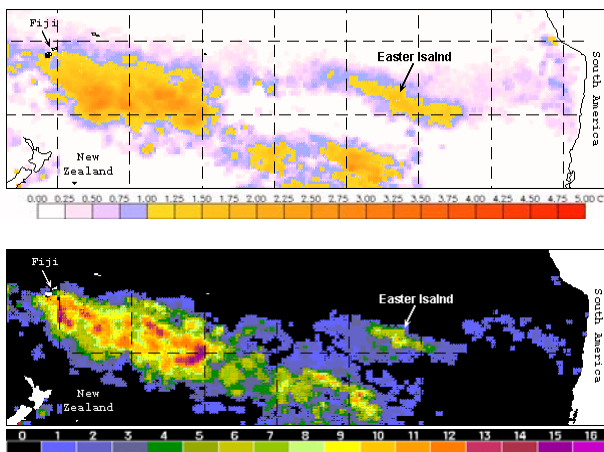 Fiji
Easter Isalnd
South America
New
Zealand
0.00 0.25 0.50 0.75 1.00 1.25 1.50 1.75 2.00 2.25 2.50 2.75 3.00 3.25 3.50 3.75 4.00 4.25 4.50 4.75 5.00 C
Fiji
Easter Isalnd
South America
New
Zealand
0 1 2 3 4 5 6 7 8 9 10 11 12 13 14 15 16